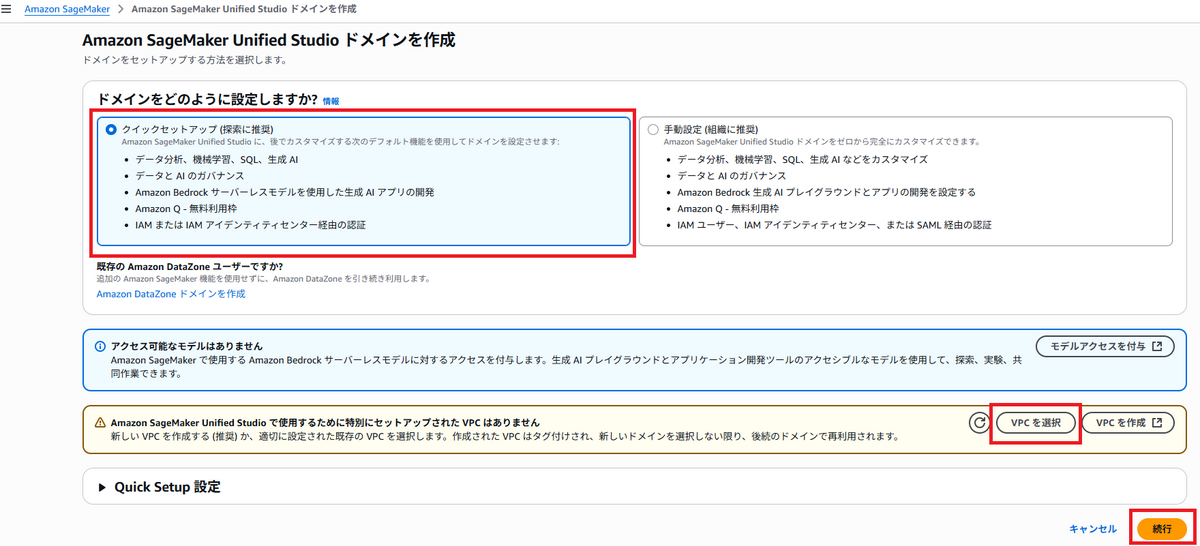 Amazon SageMaker > Amazon SageMaker Unified Studio ドメインを作成
Amazon SageMaker Unified Studio ドメインを作成
ドメインをセットアップする方法を選択します。
ドメインをどのように設定しますか? 情報
クイックセットアップ (探索に推奨)
Amazon SageMaker Unified Studio に、後でカスタマイズする次のデフォルト機能を使用してドメインを設定させます:
• データ分析、機械学習、SQL、生成 AI
• データと AI のガバナンス
• Amazon Bedrock サーバーレスモデルを使用した生成 AI アプリの開発
• Amazon Q - 無料利用枠
• IAM または IAM アイデンティティセンター経由の認証
手動設定 (組織に推奨)
Amazon SageMaker Unified Studio ドメインをゼロから完全にカスタマイズできます。
• データ分析、機械学習、SQL、生成 AI などをカスタマイズ
• データと AI のガバナンス
• Amazon Bedrock 生成 AI プレイグラウンドとアプリの開発を設定する
• Amazon Q - 無料利用枠
• IAM ユーザー、IAM アイデンティティセンター、または SAML 経由の認証
既存の Amazon DataZone ユーザーですか?
追加の Amazon SageMaker 機能を使用せずに、Amazon DataZone を引き続き利用します。
Amazon DataZone ドメインを作成
アクセス可能なモデルはありません
Amazon SageMaker で使用する Amazon Bedrock サーバーレスモデルに対するアクセスを付与します。生成 AI プレイグラウンドとアプリケーション開発ツールのアクセシブルなモデルを使用して、探索、実験、共
同作業できます。
モデルアクセスを付与
Amazon SageMaker Unified Studio で使用するために特別にセットアップされた VPC はありません
新しい VPC を作成する (推奨) か、適切に設定された既存の VPC を選択します。作成された VPC はタグ付けされ、新しいドメインを選択しない限り、後続のドメインで再利用されます。
VPC を選択
VPC を作成
Quick Setup 設定
キャンセル
続行